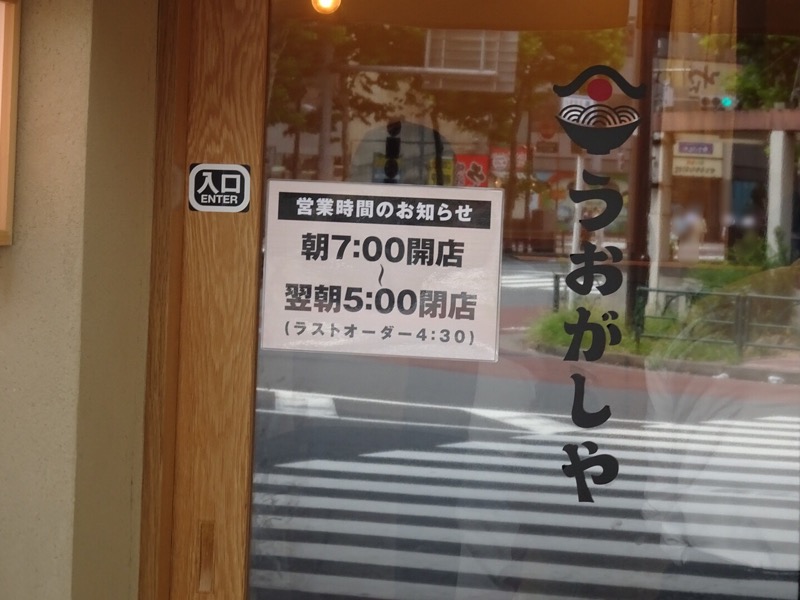 入口
ENTER
営業時間のお知らせ
朝7:00開店
〜
翌朝5:00閉店
(ラストオーダー4:30)
うおがしや